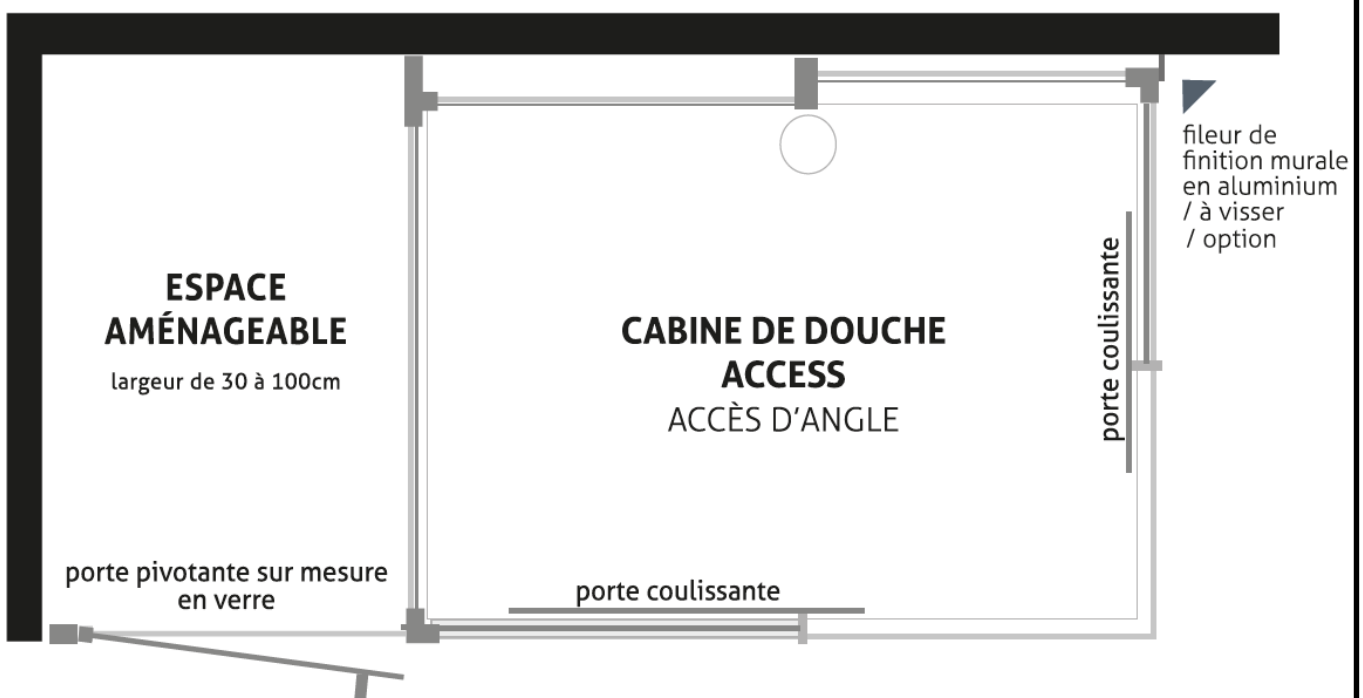 ESPACE
AMÉNAGEABLE
largeur de 30 à 100cm
porte pivotante sur mesure
en verre
CABINE DE DOUCHE
ACCESS
ACCÈS D'ANGLE
porte coulissante
porte coulissante
fileur de
finition murale
en aluminium
/ à visser
/ option